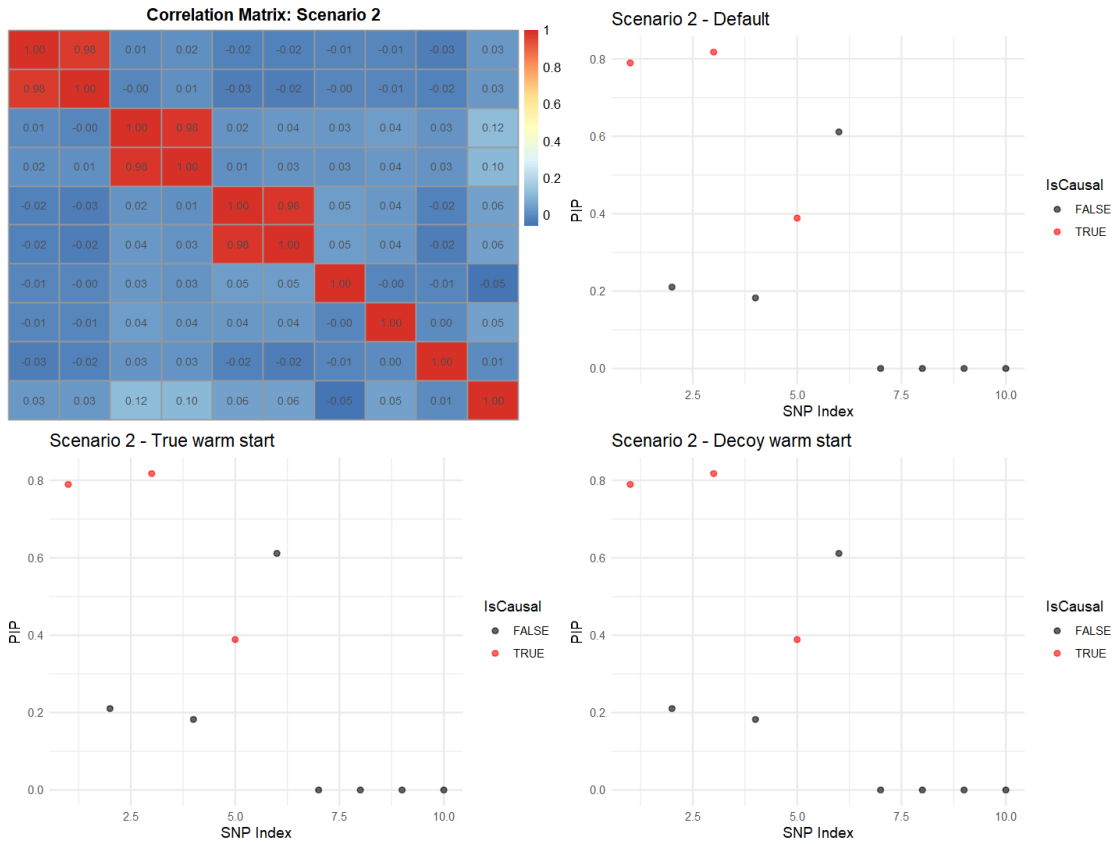 Correlation Matrix: Scenario 2
1.00 0.98 0.01 0.02 -0.02 -0.02 -0.01 -0.01 -0.03 0.03
0.98 1.00 -0.00 0.01 -0.03 -0.02 -0.00 -0.01 -0.02 0.03
0.01 -0.00 1.00 0.98 0.02 0.04 0.03 0.04 0.03 0.12
0.02 0.01 0.98 1.00 0.01 0.03 0.03 0.04 0.03 0.10
-0.02 -0.03 0.02 0.01 1.00 0.98 0.05 0.04 -0.02 0.06
-0.02 -0.02 0.04 0.03 0.98 1.00 0.05 0.04 -0.02 0.06
-0.01 -0.00 0.03 0.03 0.05 0.05 1.00 -0.00 -0.01 -0.05
-0.01 -0.01 0.04 0.04 0.04 0.04 -0.00 1.00 0.00 0.05
-0.03 -0.02 0.03 0.03 -0.02 -0.02 -0.01 0.00 1.00 0.01
0.03 0.03 0.12 0.10 0.06 0.06 -0.05 0.05 0.01 1.00
1
0.8
0.6
0.4
0.2
0
Scenario 2 - Default
PIP
0.8
0.6
0.4
0.2
0.0
2.5 5.0 7.5 10.0
SNP Index
IsCausal
FALSE
TRUE
Scenario 2 - True warm start
PIP
0.8
0.6
0.4
0.2
0.0
2.5 5.0 7.5 10.0
SNP Index
IsCausal
FALSE
TRUE
Scenario 2 - Decoy warm start
PIP
0.8
0.6
0.4
0.2
0.0
2.5 5.0 7.5 10.0
SNP Index
IsCausal
FALSE
TRUE